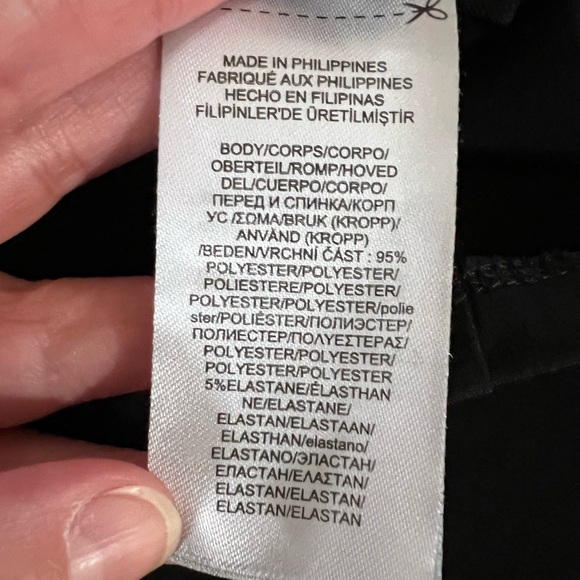 MADE IN PHILIPPINES
FABRIQUÉ AUX PHILIPPINES
HECHO EN FILIPINAS
FİLİPİNLER'DE ÜRETİLMİŞTİR
BODY/CORPS/CORPO/
OBERTEIL/ROMP/HOVED
DEL/CUERPO/CORPO/
ПЕРЕД И СПИНКА/КОРП
УС /ΣΩΜΑ/BRUK (KROPP)/
ANVÄND (KROPP)
/BEDEN/VRCHNÍ ČÁST : 95%
POLYESTER/POLYESTER/
POLIESTERE/POLYESTER/
POLYESTER/POLYESTER/polie
ster/POLIÉSTER/ПОЛИЭСТЕР/
ПОЛИЕСТЕР/ΠΟΛΥΕΣΤΕΡΑΣ/
POLYESTER/POLYESTER/
POLYESTER/POLYESTER
5%ELASTANE/ÉLASTHAN
NE/ELASTANE/
ELASTAN/ELASTAAN/
ELASTHAN/elastano/
ELASTANO/ЭЛАСТАН/
ЕЛАСТАН/ΕΛΑΣΤΑΝ/
ELASTAN/ELASTAN/
ELASTAN/ELASTAN